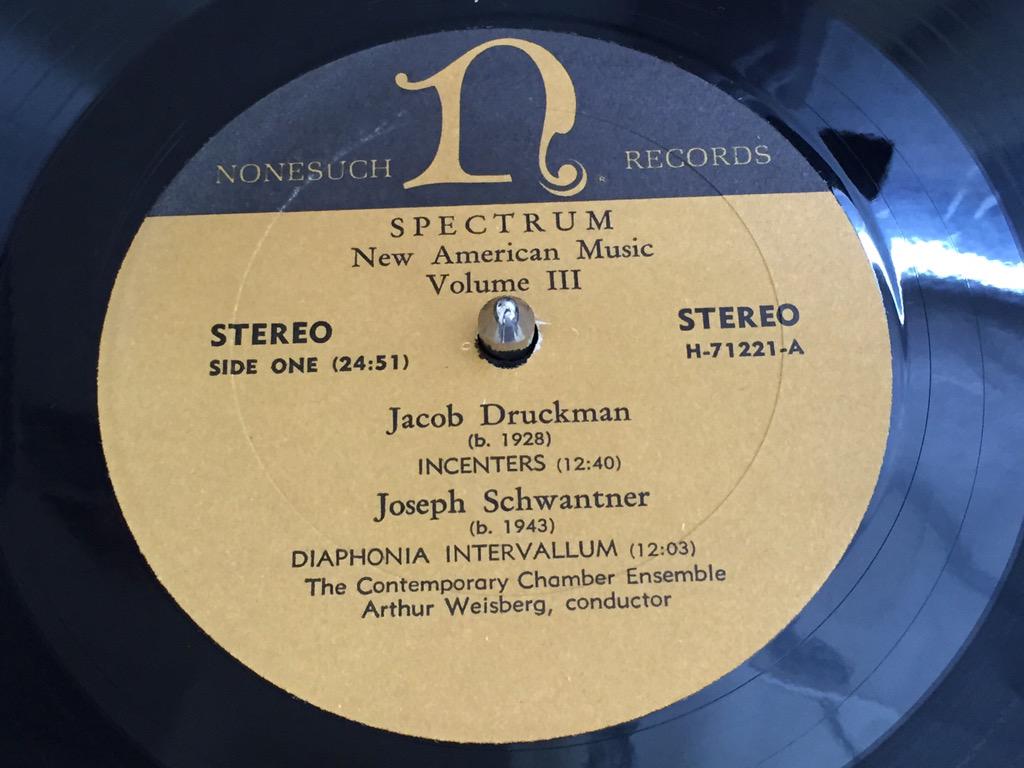 n
NONESUCH RECORDS
SPECTRUM
New American Music
Volume III
STEREO
SIDE ONE (24:51)
STEREO
H-71221-A
Jacob Druckman
(b. 1928)
INCENTERS (12:40)
Joseph Schwantner
(b. 1943)
DIAPHONIA INTERVALLUM (12:03)
The Contemporary Chamber Ensemble
Arthur Weisberg, conductor